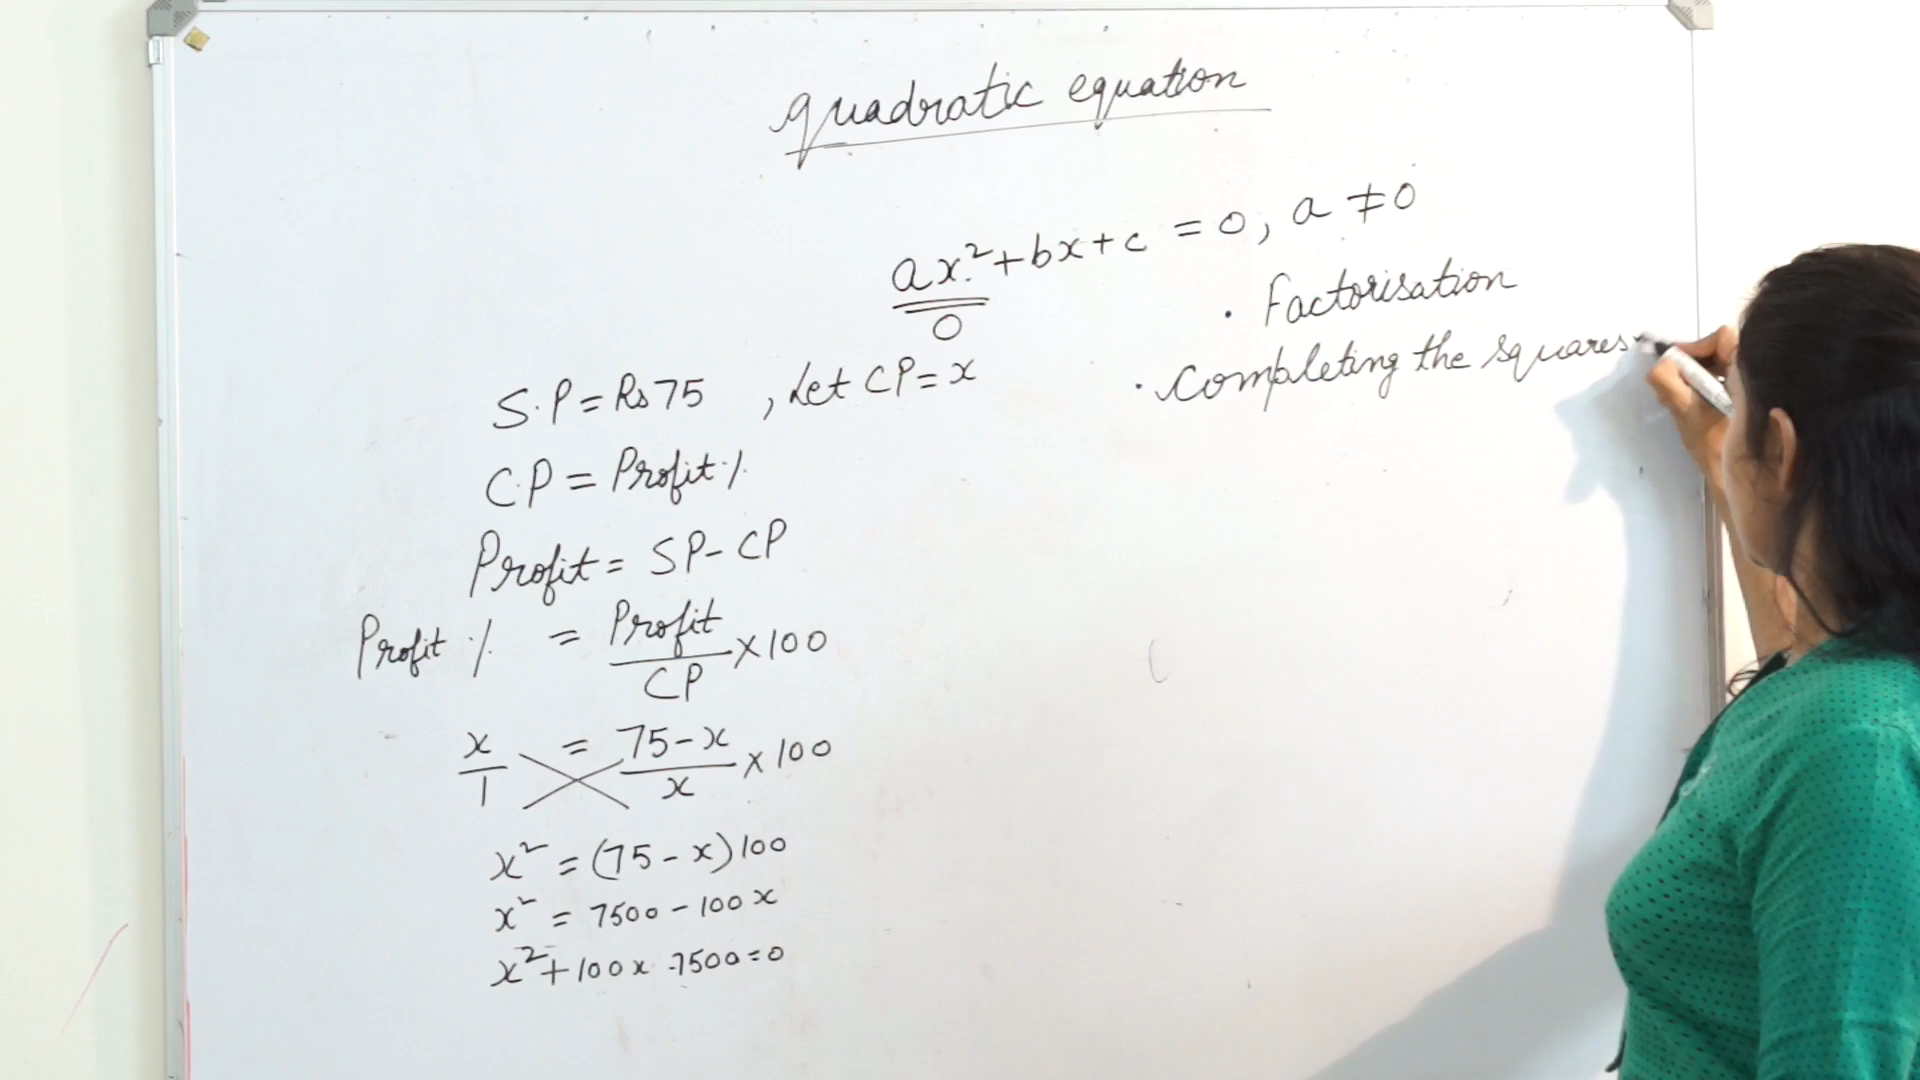 quadratic equation
ax²+bx+c = 0, a ≠ 0
0
. Factorisation
. Completing the squares
S.P = Rs 75 , Let CP = x
C.P = Profit %
Profit = SP - CP
Profit % = Profit/CP × 100
x/1 = 75-x/x × 100
x² = (75 - x) 100
x² = 7500 - 100x
x² + 100x - 7500 = 0